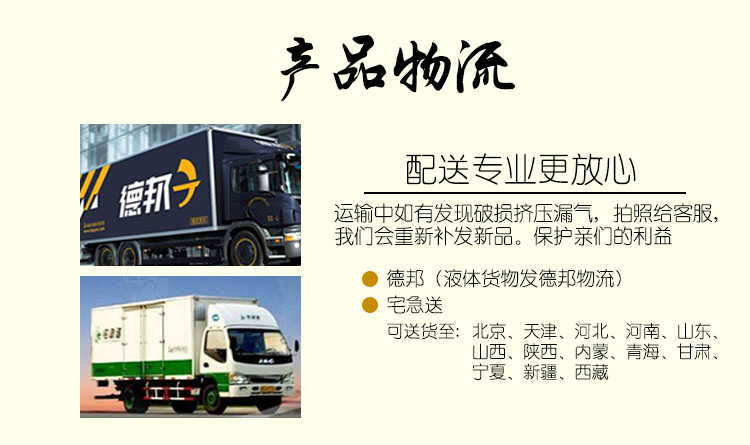 产品物流
德邦
宅急送
JAC
配送专业更放心
运输中如有发现破损挤压漏气，拍照给客服，
我们会重新补发新品。保护亲们的利益
德邦（液体货物发德邦物流）
宅急送
可送货至：北京、天津、河北、河南、山东、
山西、陕西、内蒙、青海、甘肃、
宁夏、新疆、西藏